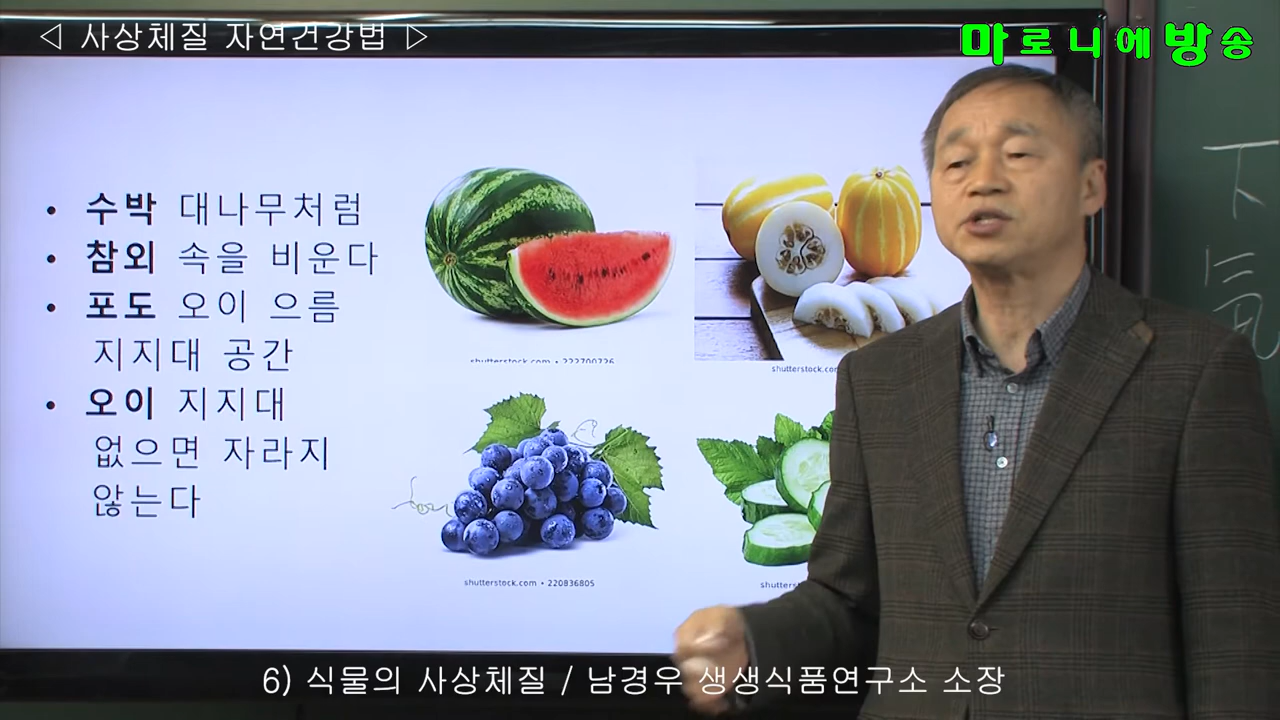 ◁ 사상체질 자연건강법 ▷
마로니에방송
• 수박 대나무처럼
• 참외 속을 비운다
• 포도 오이 으름
지지대 공간
• 오이 지지대
없으면 자라지
않는다
shutterstock.com • 222700726
shutterstock.com
shutterstock.com • 220836805
下
6) 식물의 사상체질 / 남경우 생생식품연구소 소장